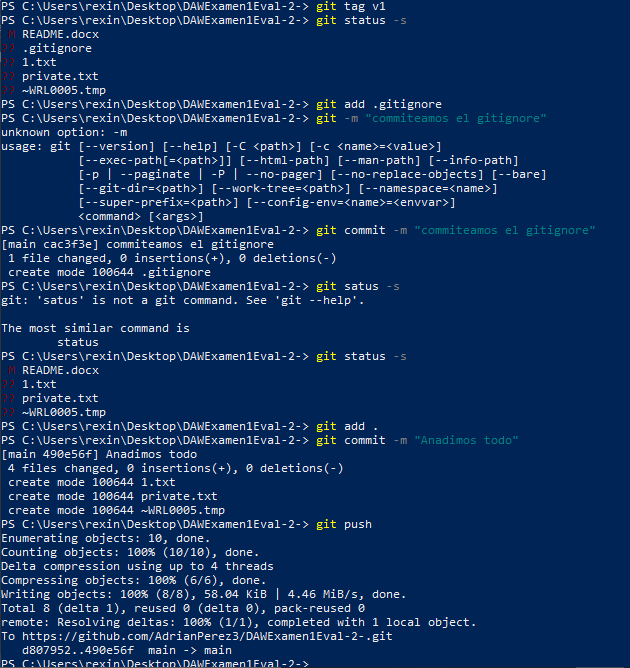 PS C:\Users\rexin\Desktop\DAWExamen1Eval-2-> git tag v1
PS C:\Users\rexin\Desktop\DAWExamen1Eval-2-> git status -s
 M README.docx
?? .gitignore
?? 1.txt
?? private.txt
?? ~WRL0005.tmp
PS C:\Users\rexin\Desktop\DAWExamen1Eval-2-> git add .gitignore
PS C:\Users\rexin\Desktop\DAWExamen1Eval-2-> git -m "commiteamos el gitignore"
unknown option: -m
usage: git [--version] [--help] [-C <path>] [-c <name>=<value>]
           [--exec-path[=<path>]] [--html-path] [--man-path] [--info-path]
           [-p | --paginate | -P | --no-pager] [--no-replace-objects] [--bare]
           [--git-dir=<path>] [--work-tree=<path>] [--namespace=<name>]
           [--super-prefix=<path>] [--config-env=<name>=<envvar>]
           <command> [<args>]
PS C:\Users\rexin\Desktop\DAWExamen1Eval-2-> git commit -m "commiteamos el gitignore"
[main cac3f3e] commiteamos el gitignore
 1 file changed, 0 insertions(+), 0 deletions(-)
 create mode 100644 .gitignore
PS C:\Users\rexin\Desktop\DAWExamen1Eval-2-> git satus -s
git: 'satus' is not a git command. See 'git --help'.

The most similar command is
        status
PS C:\Users\rexin\Desktop\DAWExamen1Eval-2-> git status -s
 M README.docx
?? 1.txt
?? private.txt
?? ~WRL0005.tmp
PS C:\Users\rexin\Desktop\DAWExamen1Eval-2-> git add .
PS C:\Users\rexin\Desktop\DAWExamen1Eval-2-> git commit -m "Anadimos todo"
[main 490e56f] Anadimos todo
 4 files changed, 0 insertions(+), 0 deletions(-)
 create mode 100644 1.txt
 create mode 100644 private.txt
 create mode 100644 ~WRL0005.tmp
PS C:\Users\rexin\Desktop\DAWExamen1Eval-2-> git push
Enumerating objects: 10, done.
Counting objects: 100% (10/10), done.
Delta compression using up to 4 threads
Compressing objects: 100% (6/6), done.
Writing objects: 100% (8/8), 58.04 KiB | 4.46 MiB/s, done.
Total 8 (delta 1), reused 0 (delta 0), pack-reused 0
remote: Resolving deltas: 100% (1/1), completed with 1 local object.
To https://github.com/AdrianPerez3/DAWExamen1Eval-2-.git
   d807952..490e56f  main -> main
PS C:\Users\rexin\Desktop\DAWExamen1Eval-2->